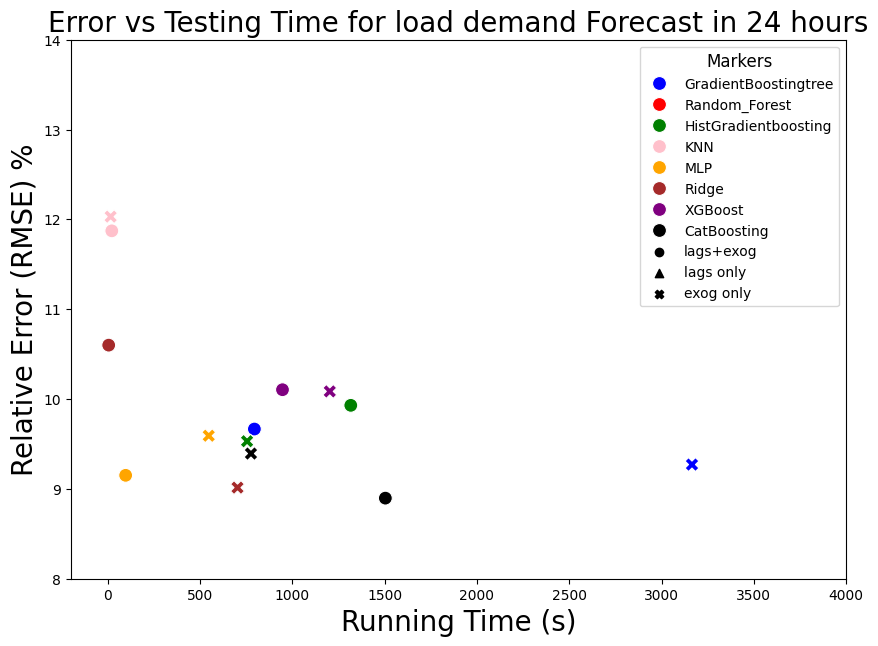 Error vs Testing Time for load demand Forecast in 24 hours
14
13
12
11
10
9
8
Relative Error (RMSE) %
Markers
GradientBoostingtree
Random_Forest
HistGradientboosting
KNN
MLP
Ridge
XGBoost
CatBoosting
lags+exog
lags only
exog only
0 500 1000 1500 2000 2500 3000 3500 4000
Running Time (s)